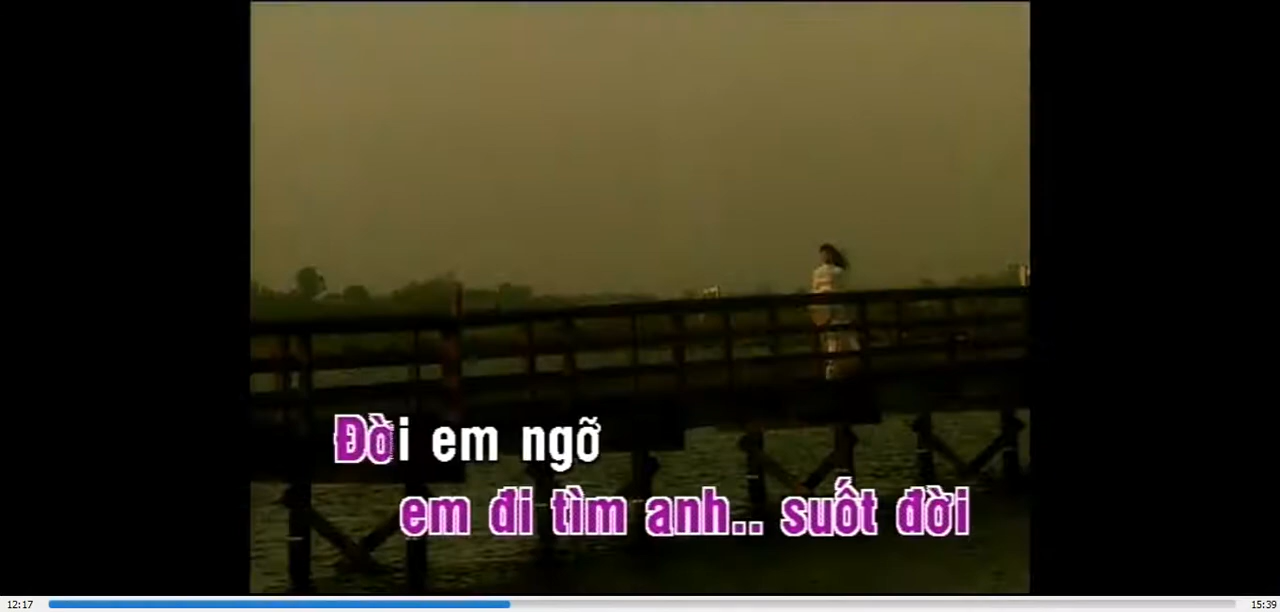 Đời em ngỡ
em đi tìm anh.. suốt đời
12:17
15:39